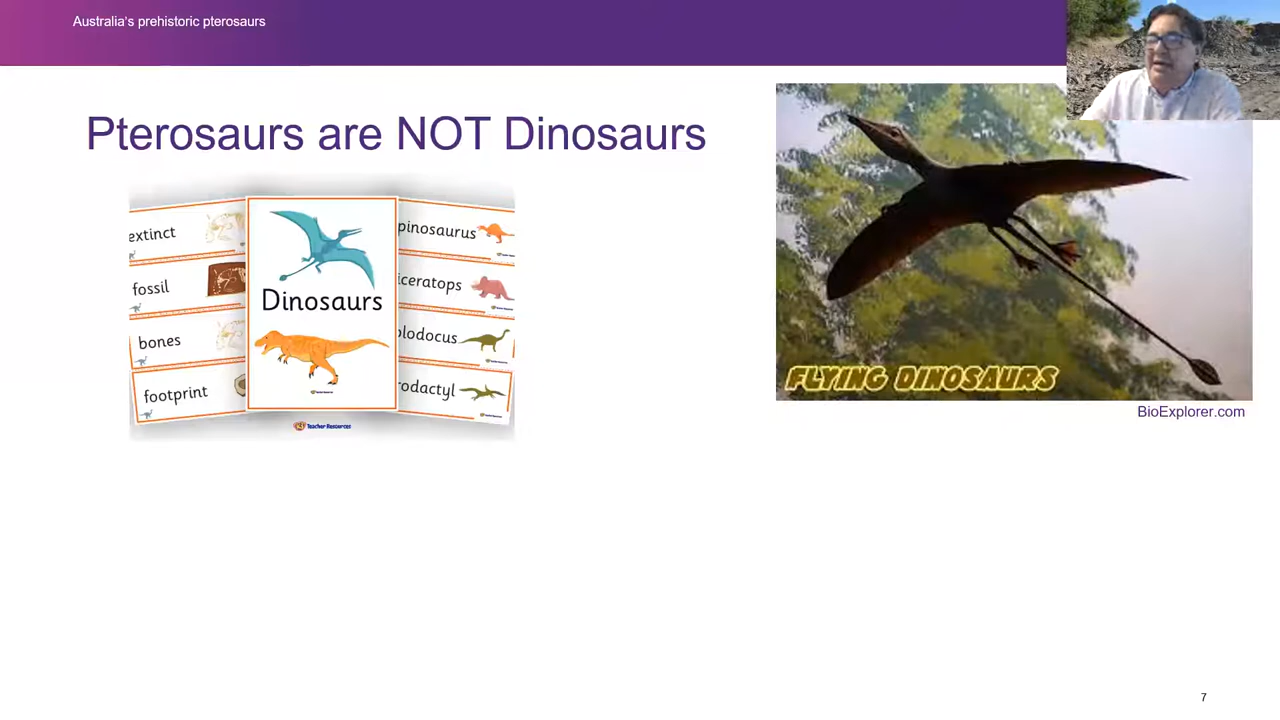 Australia's prehistoric pterosaurs
Pterosaurs are NOT Dinosaurs
extinct
fossil
bones
footprint
Dinosaurs
pinosaurus
iceratops
plodocus
rodactyl
Teacher Resources
FLYING DINOSAURS
BioExplorer.com
7